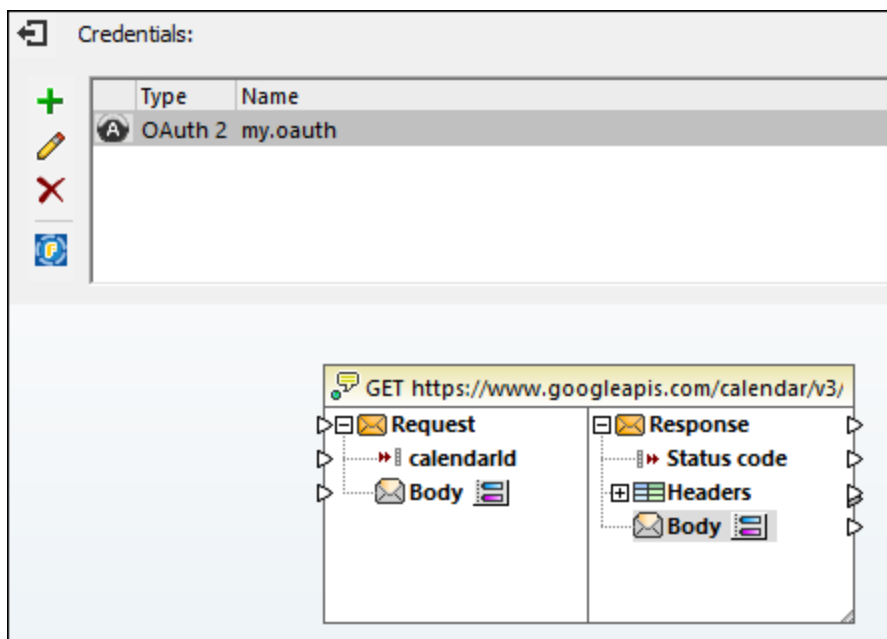 Credentials:
Type Name
OAuth 2 my.oauth
GET https://www.googleapis.com/calendar/v3/
Request Response
calendarId Status code
Body Headers
Body